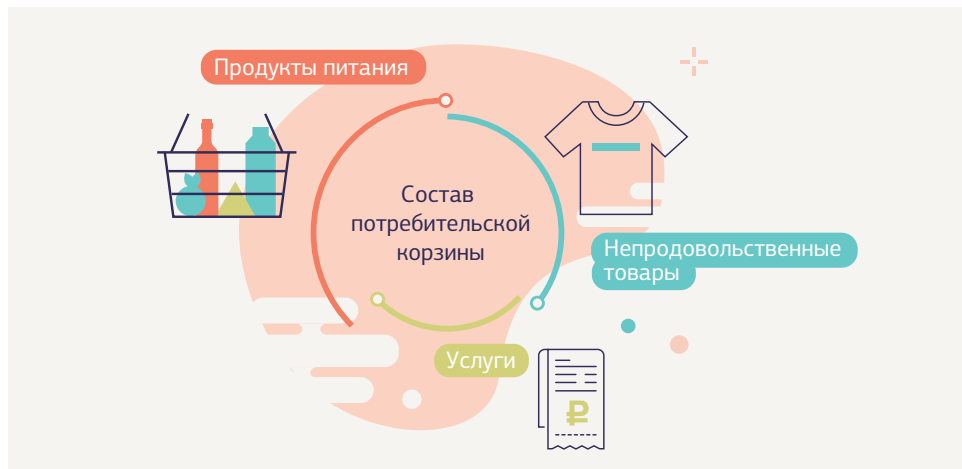 Продукты питания
Состав
потребительской
корзины
Непродовольственные
товары
Услуги
₽